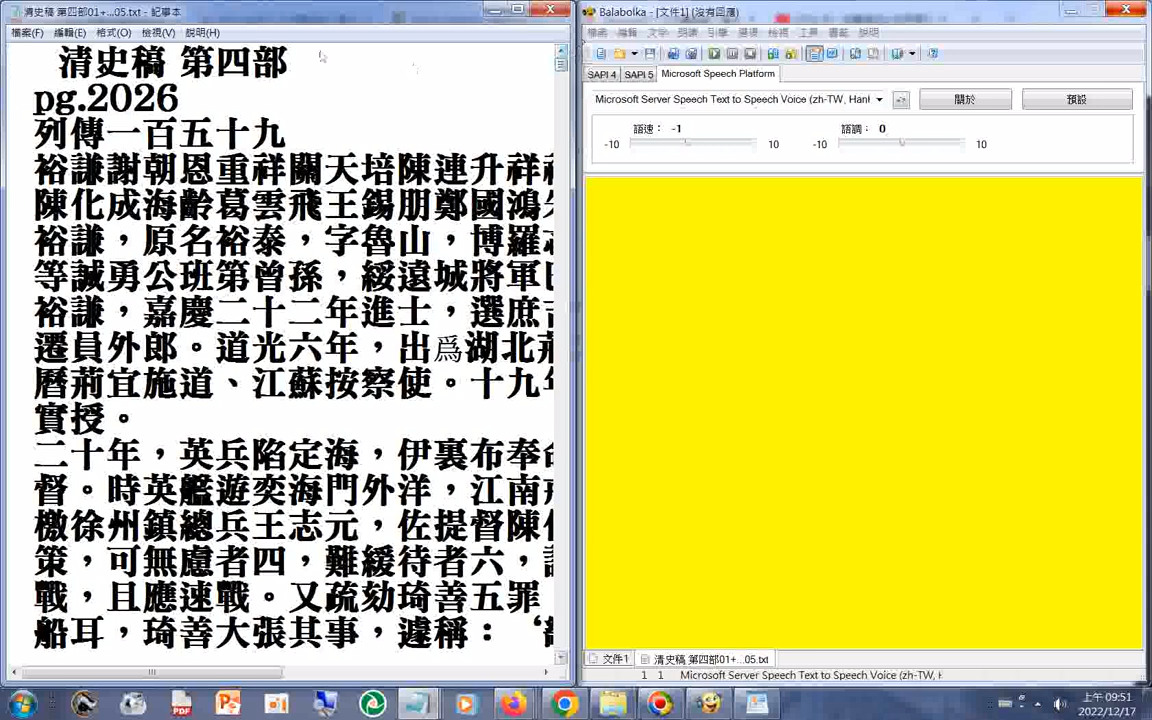 清史稿 第四部01+...05.txt - 記事本
檔案(F) 編輯(E) 格式(O) 檢視(V) 說明(H)
清史稿 第四部
pg.2026
列傳一百五十九
裕謙謝朝恩重祥關天培陳連升祥
陳化成海齡葛雲飛王錫朋鄭國鴻
裕謙，原名裕泰，字魯山，博羅
等誠勇公班第曾孫，綏遠城將軍
裕謙，嘉慶二十二年進士，選庶
遷員外郎。道光六年，出爲湖北
曆荊宜施道、江蘇按察使。十九年
實授。
二十年，英兵陷定海，伊裏布奉
督。時英艦遊奕海門外洋，江南
檄徐州鎮總兵王志元，佐提督陳
策，可無慮者四，難緩待者六，
戰，且應速戰。又疏劾琦善五罪
船耳，琦善大張其事，遽稱：‘
Balabolka - [文件1] (沒有回應)
檔案 編輯 文字 朗讀 引擎 選項 檢視 工具 書籤 說明
SAPI 4 SAPI 5 Microsoft Speech Platform
Microsoft Server Speech Text to Speech Voice (zh-TW, Hanl
關於
預設
語速： -1
語調： 0
-10 10 -10 10
文件1 清史稿 第四部01+...05.txt
1 1 Microsoft Server Speech Text to Speech Voice (zh-TW, H
上午 09:51
2022/12/17